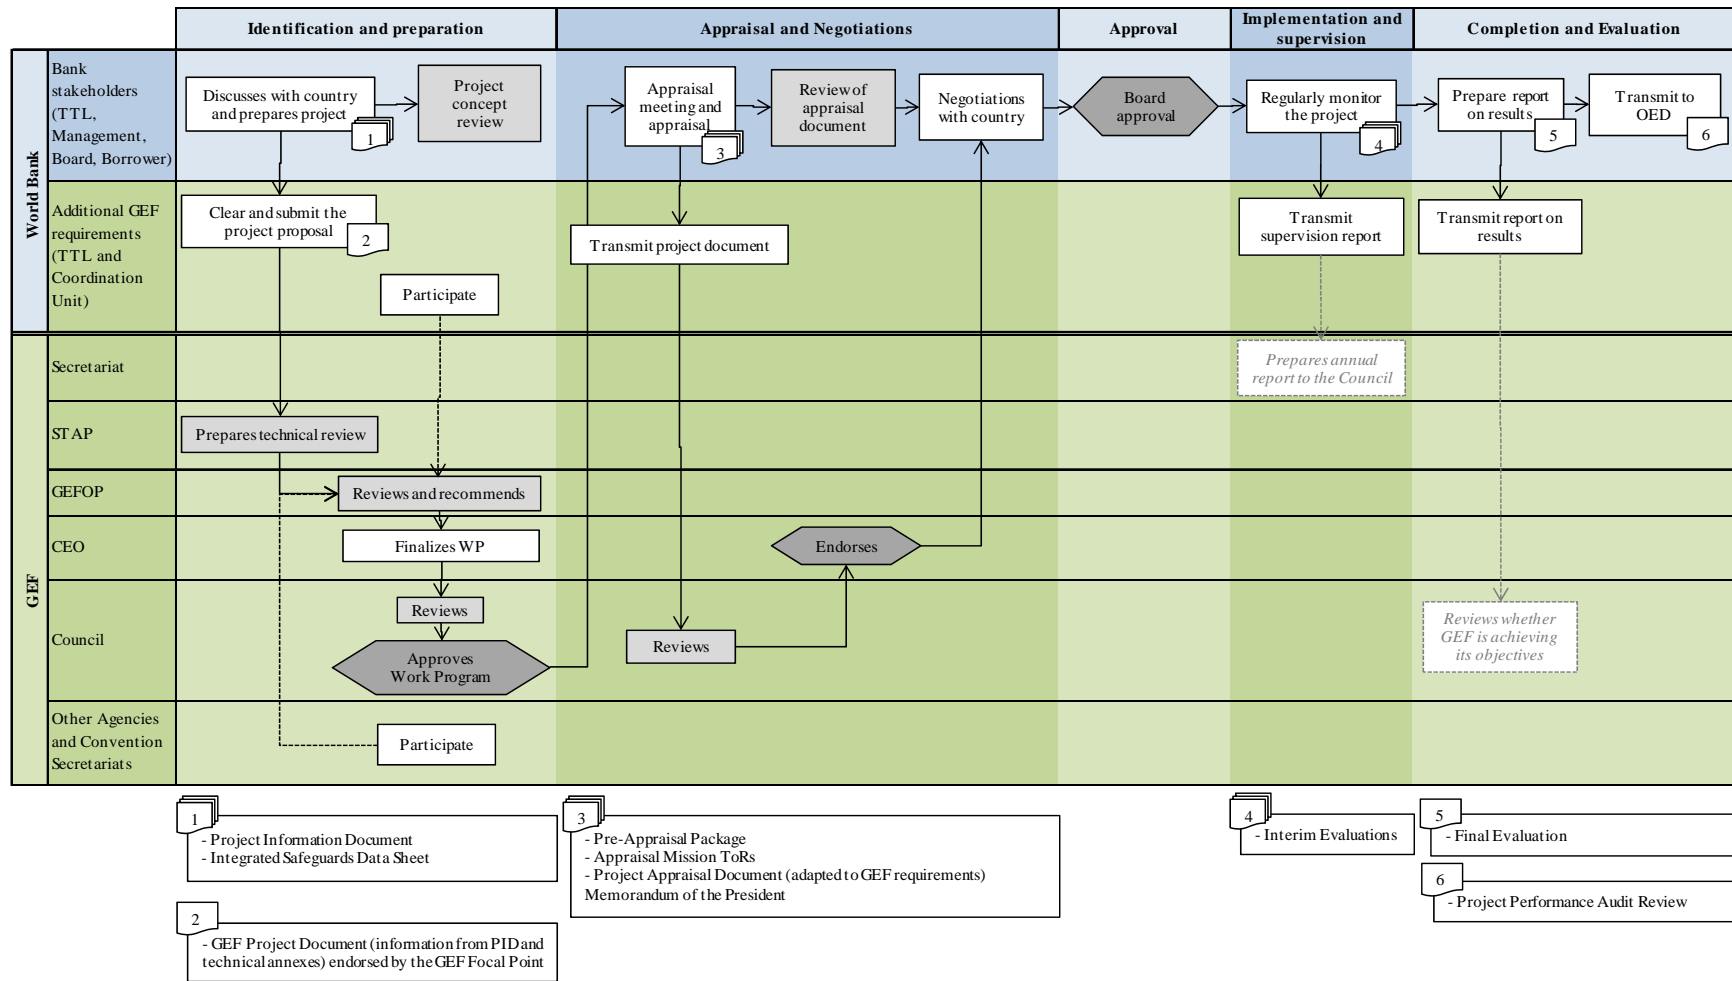 Identification and preparation
Appraisal and Negotiations
Approval
Implementation and
supervision
Completion and Evaluation
World Bank
Bank
stakeholders
(TTL,
Management,
Board, Borrower)
Discusses with country
and prepares project
1
Project
concept
review
Appraisal
meeting and
appraisal
3
Review of
appraisal
document
Negotiations
with country
Board
approval
Regularly monitor
the project
4
Prepare report
on results
5
Transmit to
OED
6
Additional GEF
requirements
(TTL and
Coordination
Unit)
Clear and submit the
project proposal
2
Participate
Transmit project document
Transmit
supervision report
Transmit report on
results
GEF
Secretariat
Prepares annual
report to the Council
STAP
Prepares technical review
GEFOP
Reviews and recommends
CEO
Finalizes WP
Endorses
Council
Reviews
Approves
Work Program
Reviews
Reviews whether
GEF is achieving
its objectives
Other Agencies
and Convention
Secretariats
Participate
1
- Project Information Document
- Integrated Safeguards Data Sheet
2
- GEF Project Document (information from PID and
technical annexes) endorsed by the GEF Focal Point
3
- Pre-Appraisal Package
- Appraisal Mission ToRs
- Project Appraisal Document (adapted to GEF requirements)
Memorandum of the President
4
- Interim Evaluations
5
- Final Evaluation
6
- Project Performance Audit Review